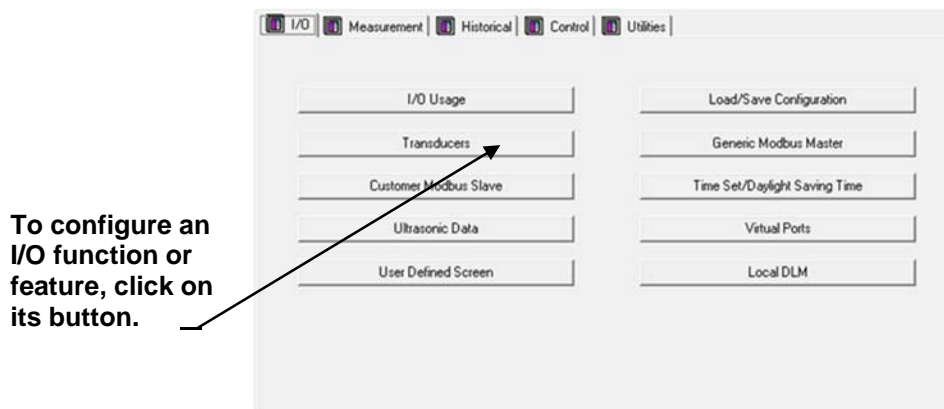 I/O Measurement Historical Control Utilities
I/O Usage Load/Save Configuration
Transducers Generic Modbus Master
Customer Modbus Slave Time Set/Daylight Saving Time
Ultrasonic Data Virtual Ports
User Defined Screen Local DLM
To configure an
I/O function or
feature, click on
its button.